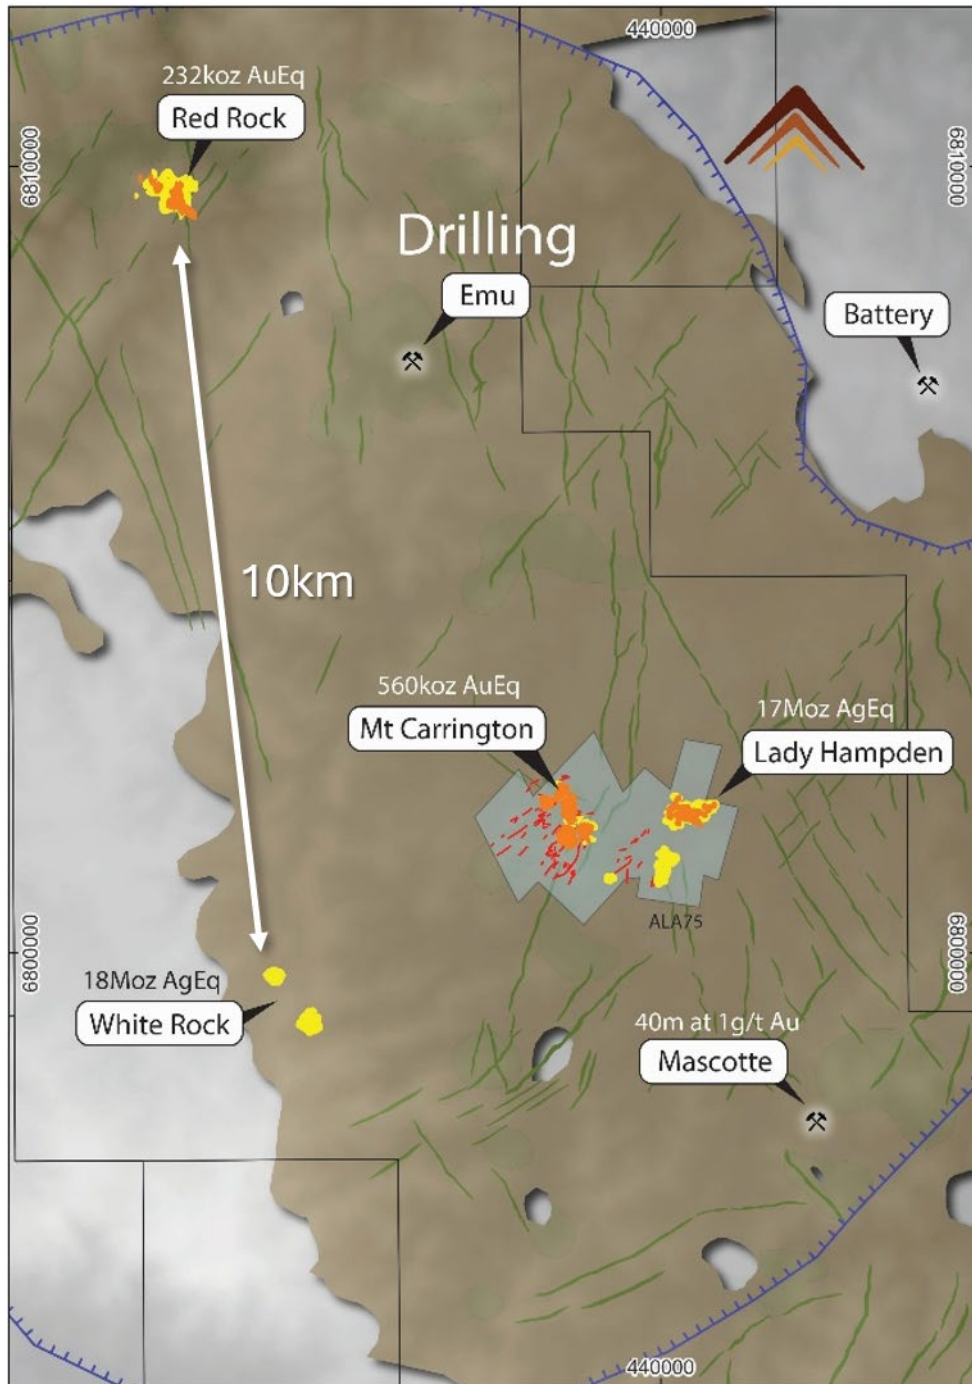 440000
232koz AuEq
Red Rock
6810000
6810000
Drilling
Emu
Battery
10km
560koz AuEq
Mt Carrington
17Moz AgEq
Lady Hampden
ALA75
6800000
6800000
18Moz AgEq
White Rock
40m at 1g/t Au
Mascotte
440000